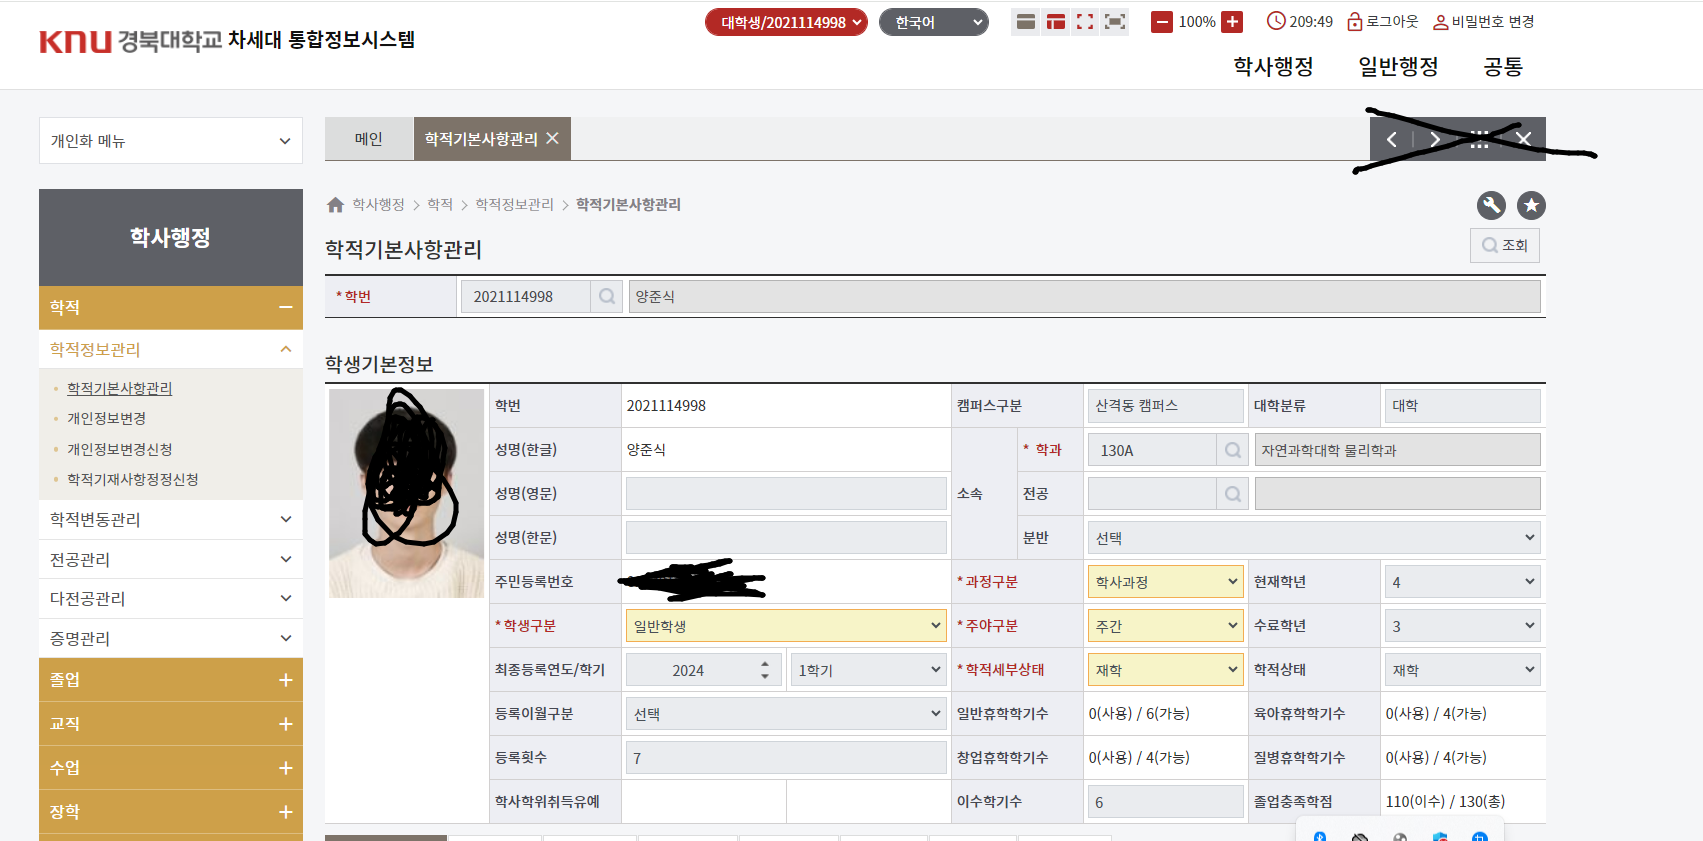 대학생/2021114998 한국어 100% 209:49 로그아웃 비밀번호 변경
KNU 경북대학교 차세대 통합정보시스템
학사행정 일반행정 공통
개인화 메뉴
메인 학적기본사항관리
학사행정
학적
학적정보관리
학적기본사항관리
개인정보변경
개인정보변경신청
학적기재사항정정신청
학적변동관리
전공관리
다전공관리
증명관리
졸업
교직
수업
장학
학사행정 > 학적 > 학적정보관리 > 학적기본사항관리
학적기본사항관리 조회
* 학번 2021114998 양준식
학생기본정보
학번 2021114998 캠퍼스구분 산격동 캠퍼스 대학분류 대학
성명(한글) 양준식 소속 * 학과 130A 자연과학대학 물리학과
성명(영문) 전공
성명(한문) 분반 선택
주민등록번호 * 과정구분 학사과정 현재학년 4
* 학생구분 일반학생 * 주야구분 주간 수료학년 3
최종등록연도/학기 2024 1학기 * 학적세부상태 재학 학적상태 재학
등록이월구분 선택 일반휴학학기수 0(사용) / 6(가능) 육아휴학학기수 0(사용) / 4(가능)
등록횟수 7 창업휴학학기수 0(사용) / 4(가능) 질병휴학학기수 0(사용) / 4(가능)
학사학위취득유예 이수학기수 6 졸업충족학점 110(이수) / 130(총)